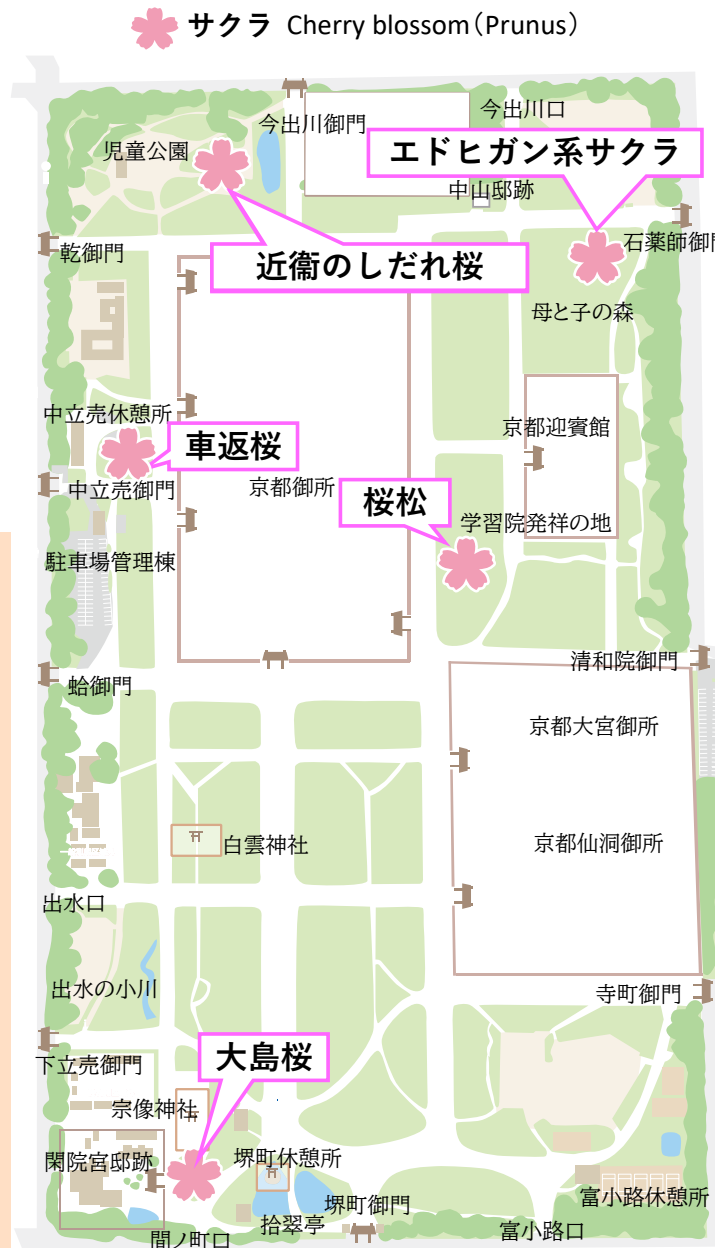 サクラ Cherry blossom(Prunus)
今出川御門
今出川口
児童公園
エドヒガン系サクラ
中山邸跡
石薬師御門
乾御門
近衞のしだれ桜
母と子の森
中立売休憩所
車返桜
京都迎賓館
中立売御門
京都御所
桜松
学習院発祥の地
駐車場管理棟
清和院御門
蛤御門
京都大宮御所
白雲神社
京都仙洞御所
出水口
出水の小川
寺町御門
大島桜
下立売御門
宗像神社
閑院宮邸跡
堺町休憩所
堺町御門
富小路休憩所
拾翠亭
富小路口
間ノ町口